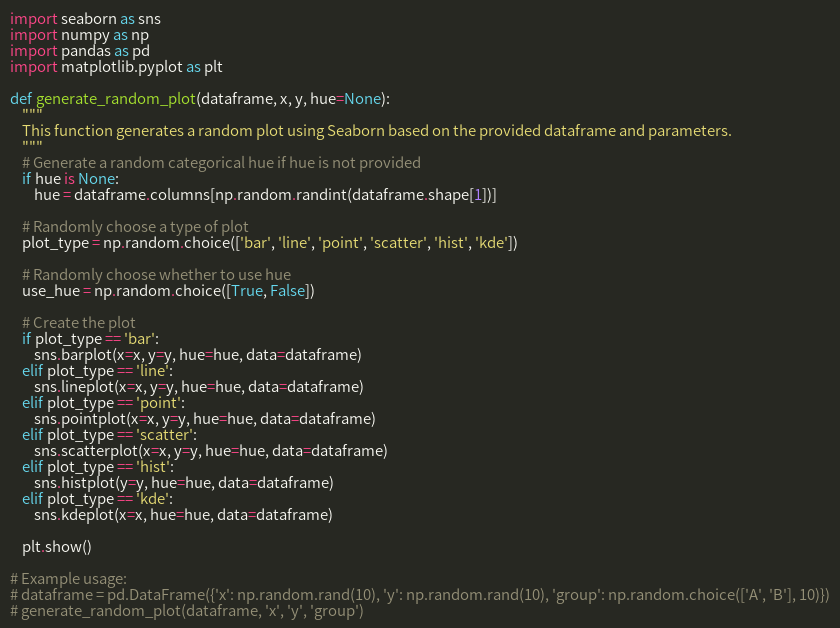 import seaborn as sns
import numpy as np
import pandas as pd
import matplotlib.pyplot as plt

def generate_random_plot(dataframe, x, y, hue=None):
    """
    This function generates a random plot using Seaborn based on the provided dataframe and parameters.
    """
    # Generate a random categorical hue if hue is not provided
    if hue is None:
        hue = dataframe.columns[np.random.randint(dataframe.shape[1])]

    # Randomly choose a type of plot
    plot_type = np.random.choice(['bar', 'line', 'point', 'scatter', 'hist', 'kde'])

    # Randomly choose whether to use hue
    use_hue = np.random.choice([True, False])

    # Create the plot
    if plot_type == 'bar':
        sns.barplot(x=x, y=y, hue=hue, data=dataframe)
    elif plot_type == 'line':
        sns.lineplot(x=x, y=y, hue=hue, data=dataframe)
    elif plot_type == 'point':
        sns.pointplot(x=x, y=y, hue=hue, data=dataframe)
    elif plot_type == 'scatter':
        sns.scatterplot(x=x, y=y, hue=hue, data=dataframe)
    elif plot_type == 'hist':
        sns.histplot(y=y, hue=hue, data=dataframe)
    elif plot_type == 'kde':
        sns.kdeplot(x=x, hue=hue, data=dataframe)

    plt.show()

# Example usage:
# dataframe = pd.DataFrame({'x': np.random.rand(10), 'y': np.random.rand(10), 'group': np.random.choice(['A', 'B'], 10)})
# generate_random_plot(dataframe, 'x', 'y', 'group')